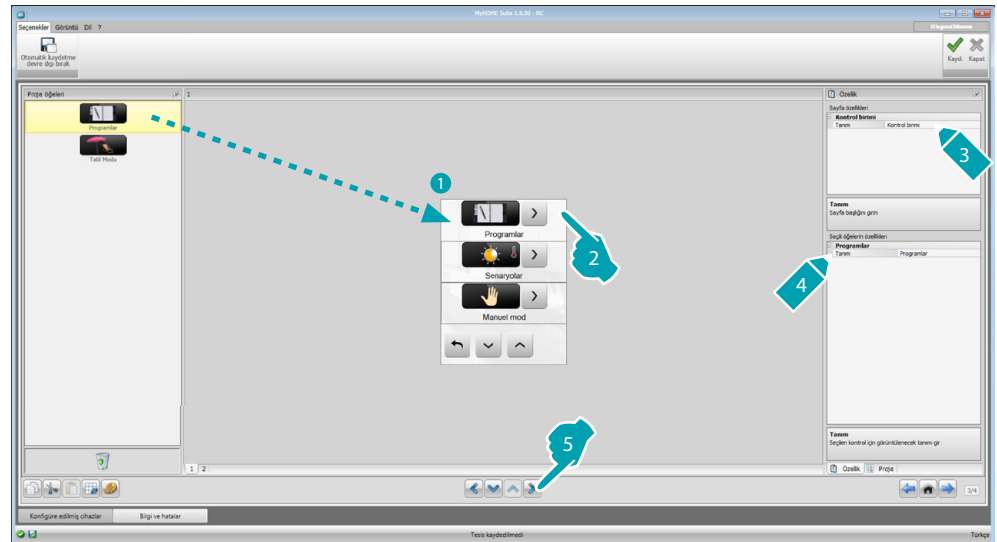 MyHOME Suite 1.0.30 - RC
Seçenekler Görüntü Dil ?
Otomatik kaydetme
devre dışı bırak
Kayd. Kapat
Proje öğeleri
Programlar
Tatil Modu
1
1
Programlar
2
Senaryolar
Manuel mod
Özellik
Sayfa özellikleri
Kontrol birimi
Tanım Kontrol birimi
3
Tanım
Sayfa başlığını girin
Seçili öğelerin özellikleri
Programlar
Tanım Programlar
4
Tanım
Seçilen kontrol için görüntülenecek tanımı gir
Özellik Proje
5
1 2
3/4
Konfigüre edilmiş cihazlar Bilgi ve hatalar
Tesis kaydedilmedi Türkçe